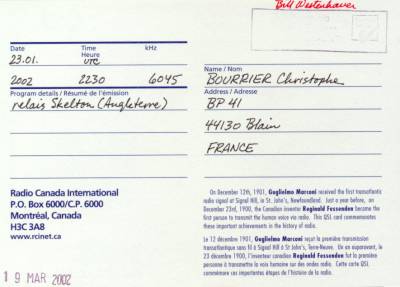 Bill Westenhaver
Date
Time
Heure
kHz
23.01.
UTC
2002 2230 6045
Program details / Résumé de l'émission
relais Skelton (Angleterre)
Name / Nom
BOURRIER Christophe
Address / Adresse
BP 41
44130 Blain
FRANCE
Radio Canada International
P.O. Box 6000/C.P. 6000
Montréal, Canada
H3C 3A8
www.rcinet.ca
19 MAR 2002
On December 12th, 1901, Guglielmo Marconi received the first transatlantic
radio signal at Signal Hill, in St. John's, Newfoundland. Just a year before, on
December 23rd, 1900, the Canadian inventor Reginald Fessenden became the
first person to transmit the human voice via radio. This QSL card commemorates
these important achievements in the history of radio.
Le 12 décembre 1901, Guglielmo Marconi reçut la première transmission
transatlantique sans fil à Signal Hill, à St. John's, Terre-Neuve. Un an auparavant, le
23 décembre 1900, l'inventeur canadien Reginald Fessenden fut la première
personne à transmettre la voix humaine sur des ondes radio. Cette carte QSL
commémore ces importantes étapes de l'histoire de la radio.